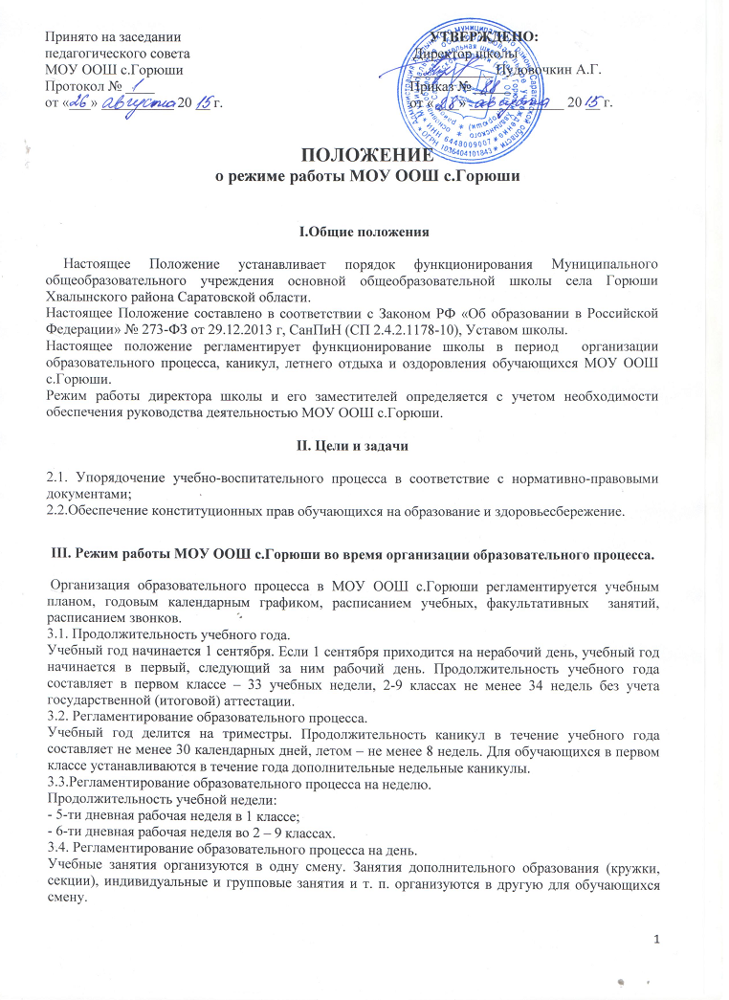 Принято на заседании
педагогического совета
МОУ ООШ с.Горюши
Протокол № 1
от «26» августа 20 15 г.
УТВЕРЖДЕНО:
Директор школы
Пудовочкин А.Г.
Приказ №
от « » августа 20 15 г.
ИНН 6448009007 * ОГРН 1036404101843
ПОЛОЖЕНИЕ
о режиме работы МОУ ООШ с.Горюши
I.Общие положения
Настоящее Положение устанавливает порядок функционирования Муниципального
общеобразовательного учреждения основной общеобразовательной школы села Горюши
Хвалынского района Саратовской области.
Настоящее Положение составлено в соответствии с Законом РФ «Об образовании в Российской
Федерации» № 273-ФЗ от 29.12.2013 г, СанПиН (СП 2.4.2.1178-10), Уставом школы.
Настоящее положение регламентирует функционирование школы в период организации
образовательного процесса, каникул, летнего отдыха и оздоровления обучающихся МОУ ООШ
с.Горюши.
Режим работы директора школы и его заместителей определяется с учетом необходимости
обеспечения руководства деятельностью МОУ ООШ с.Горюши.
II. Цели и задачи
2.1. Упорядочение учебно-воспитательного процесса в соответствие с нормативно-правовыми
документами;
2.2.Обеспечение конституционных прав обучающихся на образование и здоровьесбережение.
III. Режим работы МОУ ООШ с.Горюши во время организации образовательного процесса.
Организация образовательного процесса в МОУ ООШ с.Горюши регламентируется учебным
планом, годовым календарным графиком, расписанием учебных, факультативных занятий,
расписанием звонков.
3.1. Продолжительность учебного года.
Учебный год начинается 1 сентября. Если 1 сентября приходится на нерабочий день, учебный год
начинается в первый, следующий за ним рабочий день. Продолжительность учебного года
составляет в первом классе – 33 учебных недели, 2-9 классах не менее 34 недель без учета
государственной (итоговой) аттестации.
3.2. Регламентирование образовательного процесса.
Учебный год делится на триместры. Продолжительность каникул в течение учебного года
составляет не менее 30 календарных дней, летом – не менее 8 недель. Для обучающихся в первом
классе устанавливаются в течение года дополнительные недельные каникулы.
3.3.Регламентирование образовательного процесса на неделю.
Продолжительность учебной недели:
- 5-ти дневная рабочая неделя в 1 классе;
- 6-ти дневная рабочая неделя во 2 – 9 классах.
3.4. Регламентирование образовательного процесса на день.
Учебные занятия организуются в одну смену. Занятия дополнительного образования (кружки,
секции), индивидуальные и групповые занятия и т. п. организуются в другую для обучающихся
смену.
1